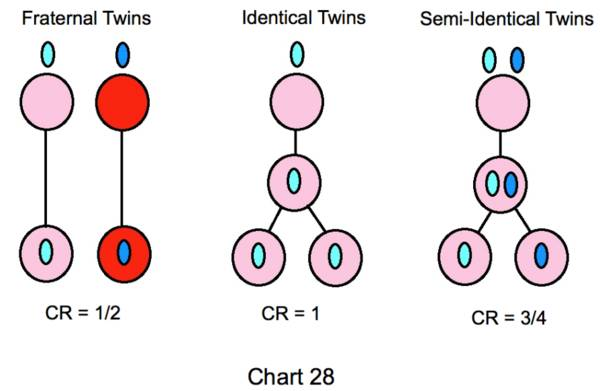 Fraternal Twins
Identical Twins
Semi-Identical Twins
CR = 1/2
CR = 1
CR = 3/4
Chart 28